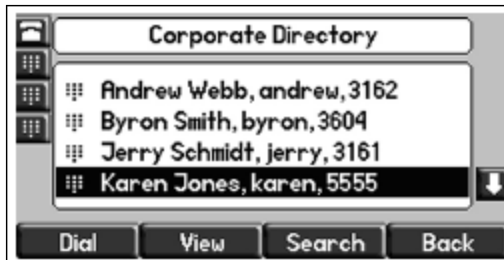 Corporate Directory
Andrew Webb, andrew, 3162
Byron Smith, byron, 3604
Jerry Schmidt, jerry, 3161
Karen Jones, karen, 5555
Dial View Search Back